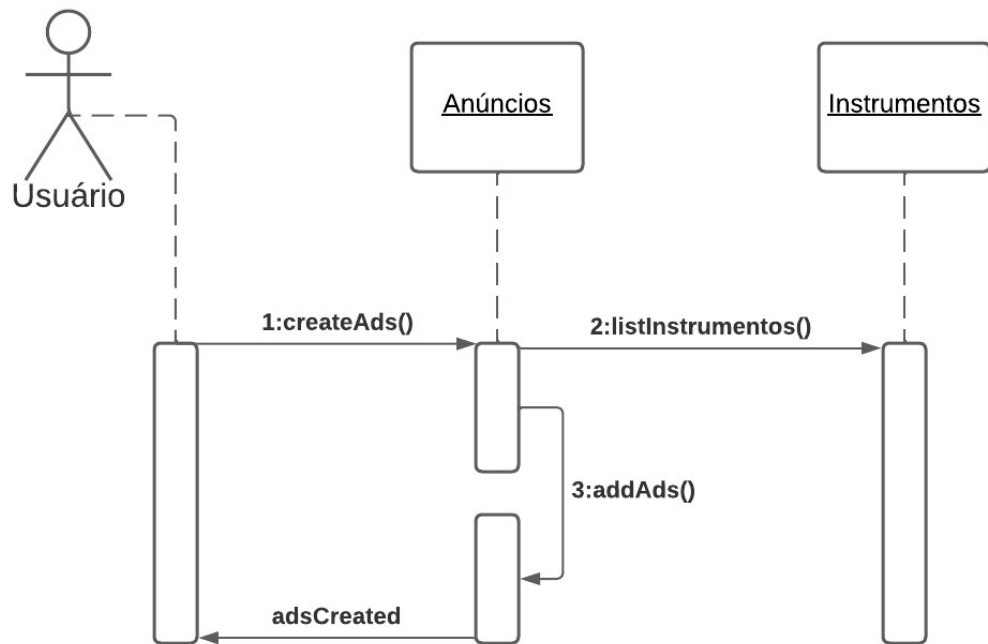 Anúncios
Instrumentos
Usuário
1:createAds()
2:listInstrumentos()
3:addAds()
adsCreated